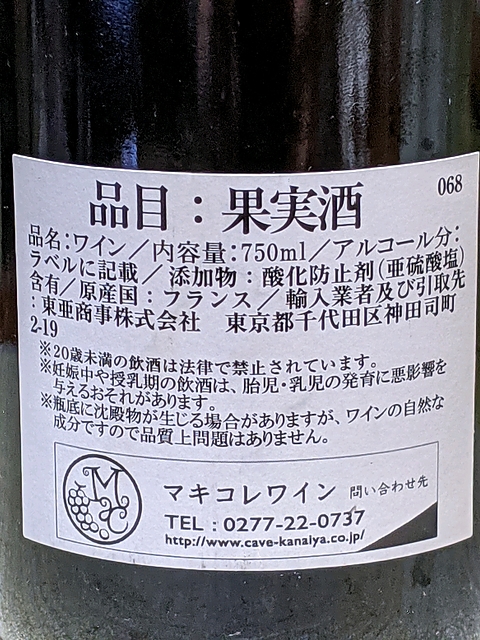 品目：果実酒
068
品名：ワイン／内容量：750ml／アルコール分：
ラベルに記載／添加物：酸化防止剤（亜硫酸塩）
含有／原産国：フランス／輸入業者及び引取先
：東亜商事株式会社　東京都千代田区神田司町
2-19
※20歳未満の飲酒は法律で禁止されています。
※妊娠中や授乳期の飲酒は、胎児・乳児の発育に悪影響を
与えるおそれがあります。
※瓶底に沈殿物が生じる場合がありますが、ワインの自然な
成分ですので品質上問題はありません。
マキコレワイン 問い合わせ先
TEL：0277-22-0737
http://www.cave-kanaiya.co.jp/